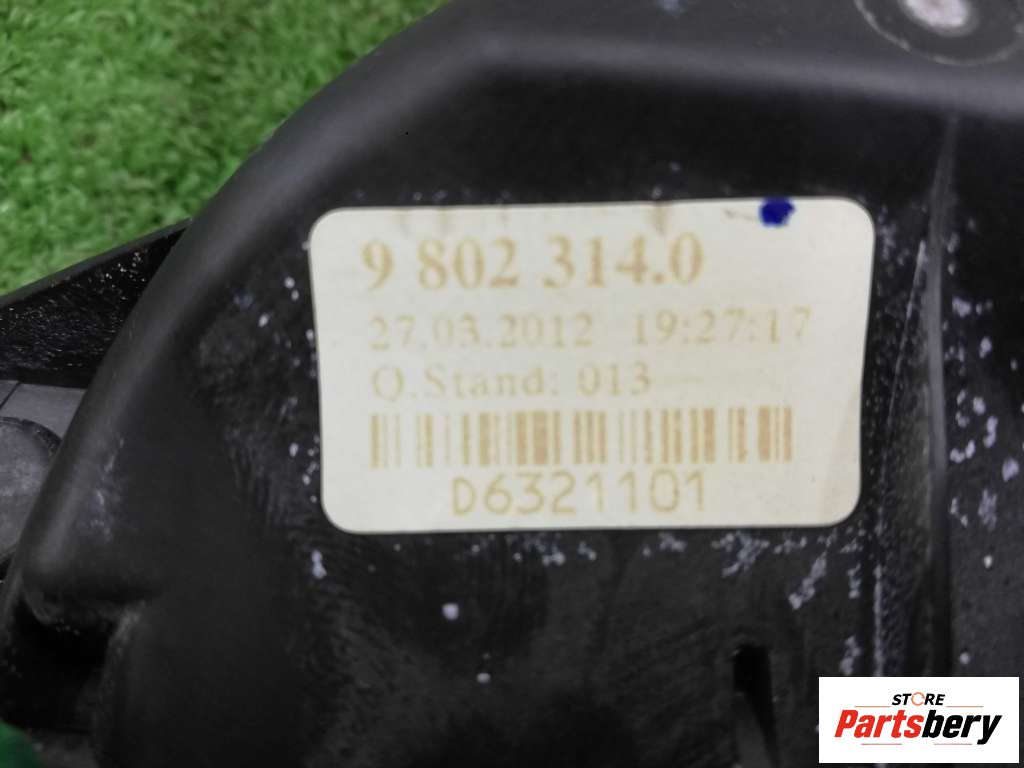 9 802 314.0
27.03.2012 19:27:17
Q.Stand: 013
D6321101
STORE
Partsbery